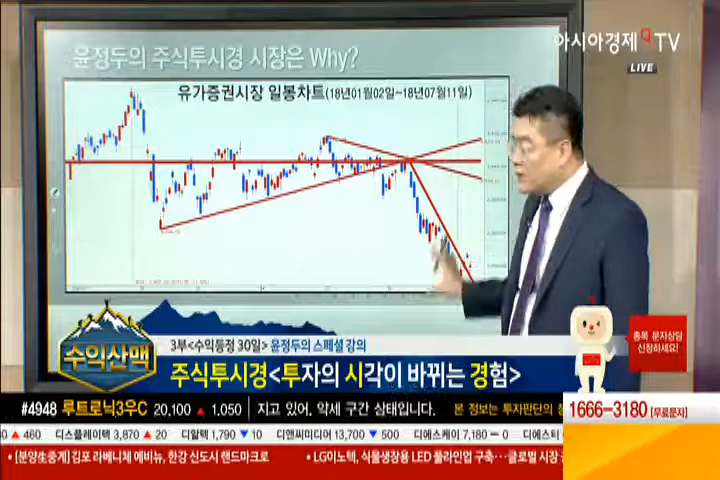 윤정두의 주식투시경 시장은 Why?
아시아경제 TV
LIVE
유가증권시장 일봉차트(18년01월02일~18년07월11일)
수익산맥
3부<수익등정 30일> 윤정두의 스페셜 강의
주식투시경<투자의 시각이 바뀌는 경험>
종목 문자상담
신청하세요!
#4948 루트로닉3우C 20,100 ▲ 1,050 지고 있어. 악세 구간 상태입니다. 본 정보는 투자판단의
1666-3180 [무료문자]
▲ 460 디스플레이텍 3,870 ▲ 20 디알텍 1,790 ▼ 10 디앤씨미디어 13,700 ▼ 500 디에스케이 7,180 - 0 디에스티
• [분양生중계] 김포 라베니체 에비뉴, 한강 신도시 랜드마크로 • LG이노텍, 식물생장용 LED 풀라인업 구축…글로벌 시장